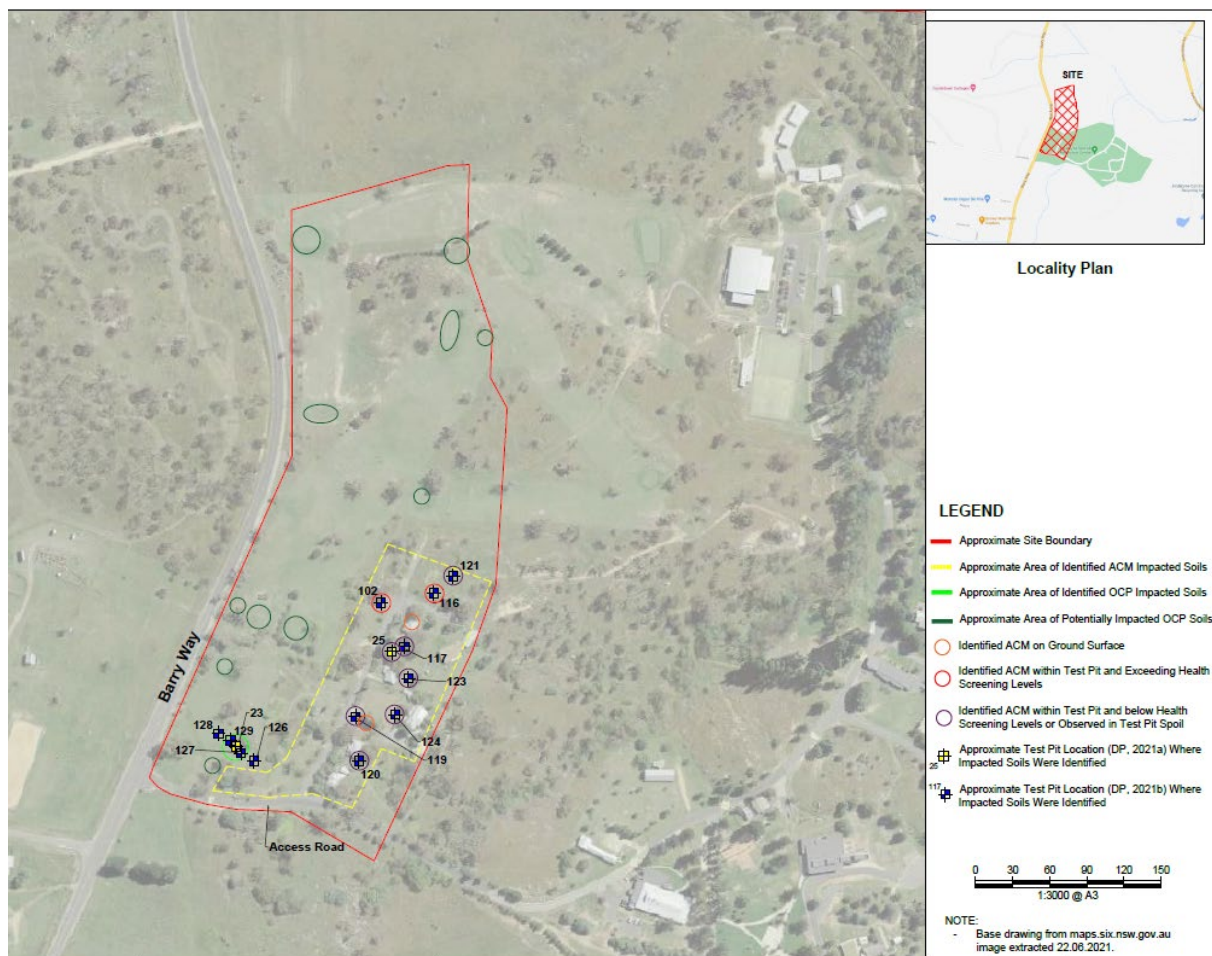 SITE
Locality Plan
121
102
116
25
117
123
Barry Way
128
23
129
126
127
124
119
120
Access Road
LEGEND
Approximate Site Boundary
Approximate Area of Identified ACM Impacted Soils
Approximate Area of Identified OCP Impacted Soils
Approximate Area of Potentially Impacted OCP Soils
Identified ACM on Ground Surface
Identified ACM within Test Pit and Exceeding Health
Screening Levels
Identified ACM within Test Pit and below Health
Screening Levels or Observed in Test Pit Spoil
25
Approximate Test Pit Location (DP, 2021a) Where
Impacted Soils Were Identified
117
Approximate Test Pit Location (DP, 2021b) Where
Impacted Soils Were Identified
0 30 60 90 120 150
1:3000 @ A3
NOTE:
- Base drawing from maps.six.nsw.gov.au
image extracted 22.06.2021.